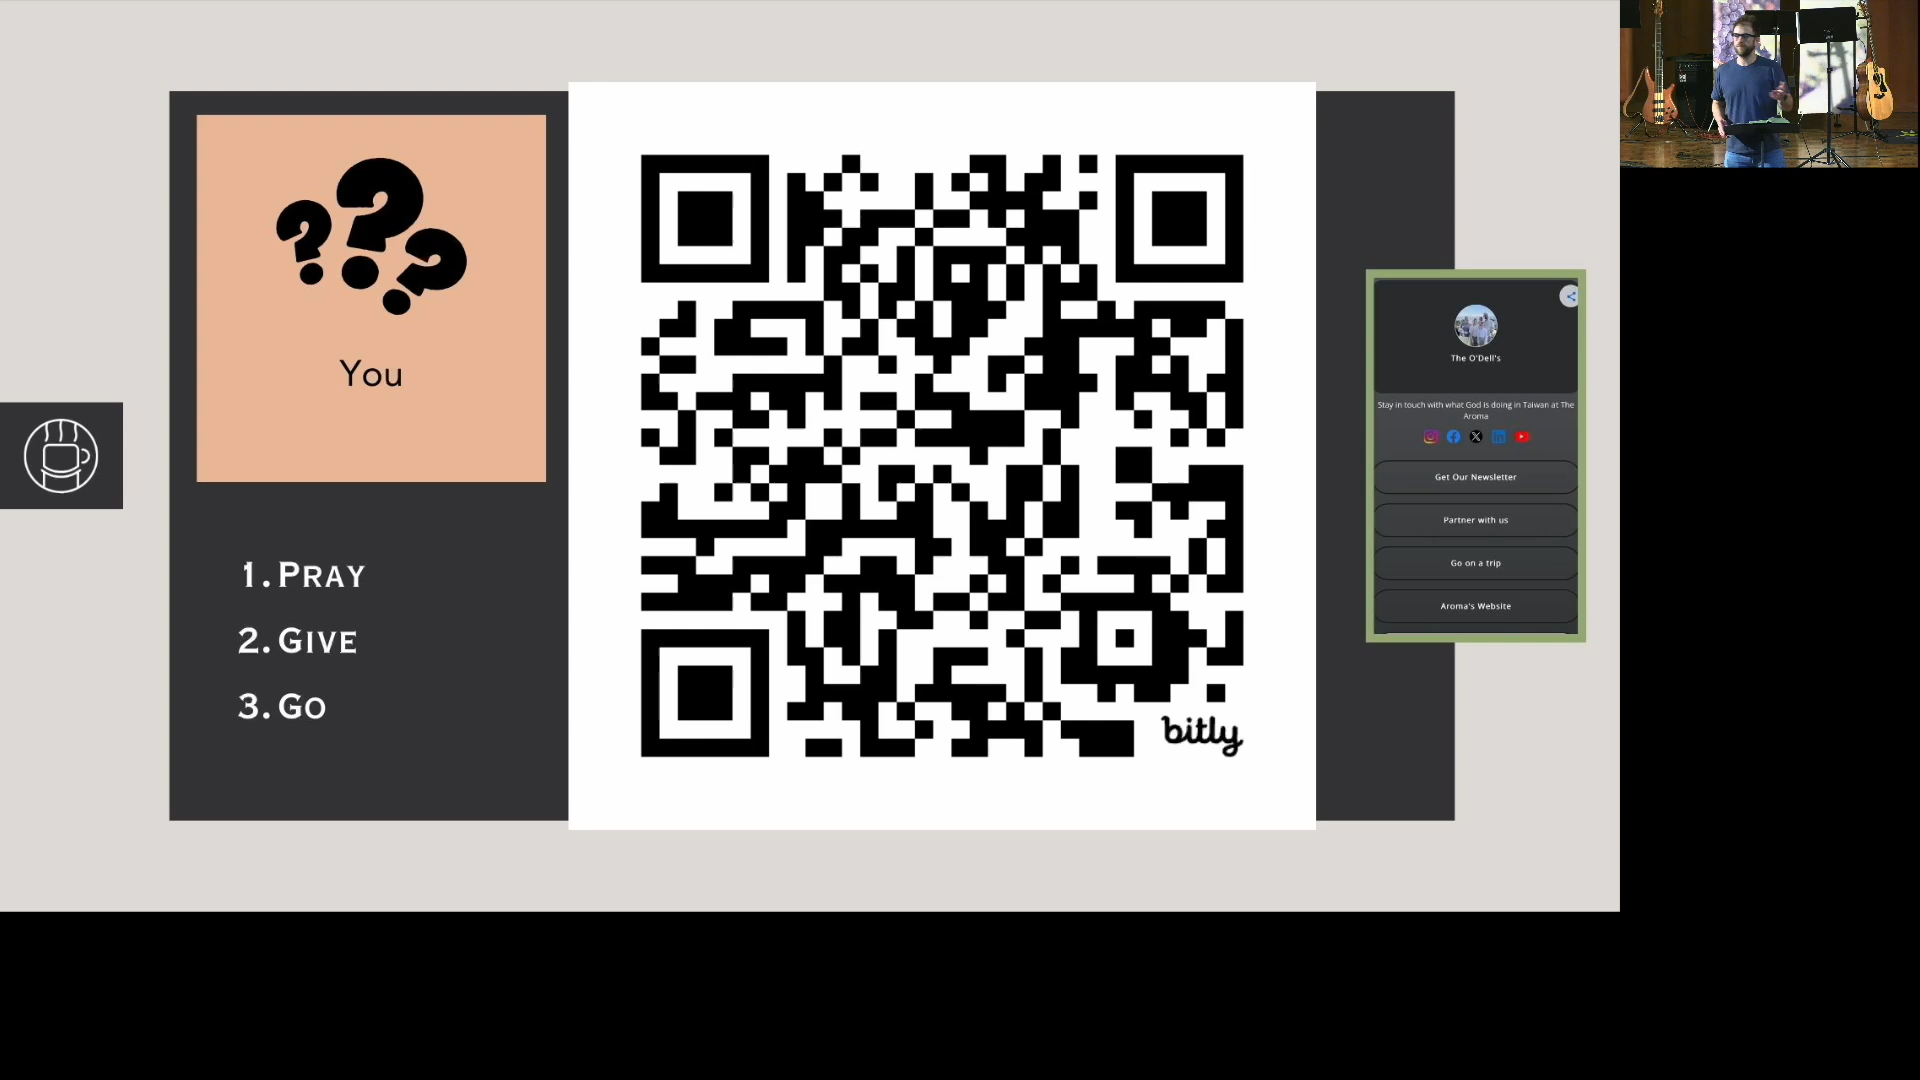 ???
You
1. PRAY
2. GIVE
3. GO
bitly
The O'Dell's
Stay in touch with what God is doing in Taiwan at The
Aroma
Get Our Newsletter
Partner with us
Go on a trip
Aroma's Website